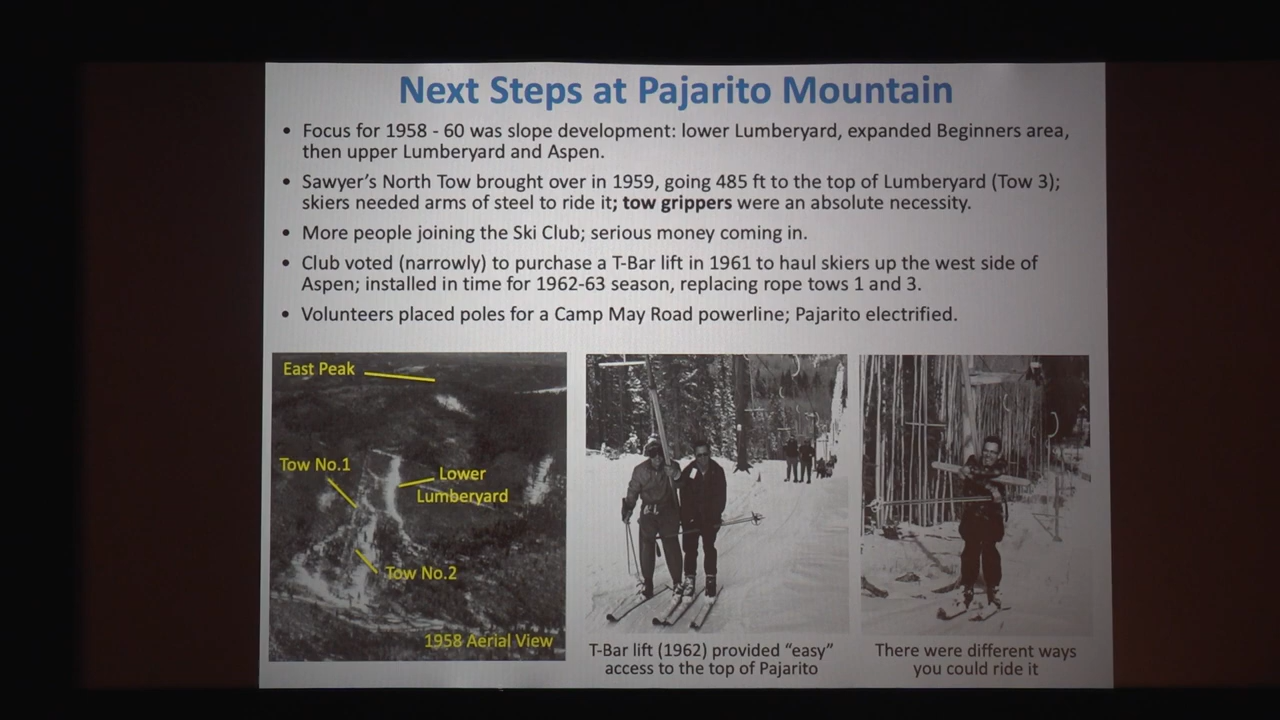 Next Steps at Pajarito Mountain
• Focus for 1958 - 60 was slope development: lower Lumberyard, expanded Beginners area,
then upper Lumberyard and Aspen.
• Sawyer's North Tow brought over in 1959, going 485 ft to the top of Lumberyard (Tow 3);
skiers needed arms of steel to ride it; tow grippers were an absolute necessity.
• More people joining the Ski Club; serious money coming in.
• Club voted (narrowly) to purchase a T-Bar lift in 1961 to haul skiers up the west side of
Aspen; installed in time for 1962-63 season, replacing rope tows 1 and 3.
• Volunteers placed poles for a Camp May Road powerline; Pajarito electrified.
East Peak
Tow No.1
Lower
Lumberyard
Tow No.2
1958 Aerial View
T-Bar lift (1962) provided “easy”
access to the top of Pajarito
There were different ways
you could ride it